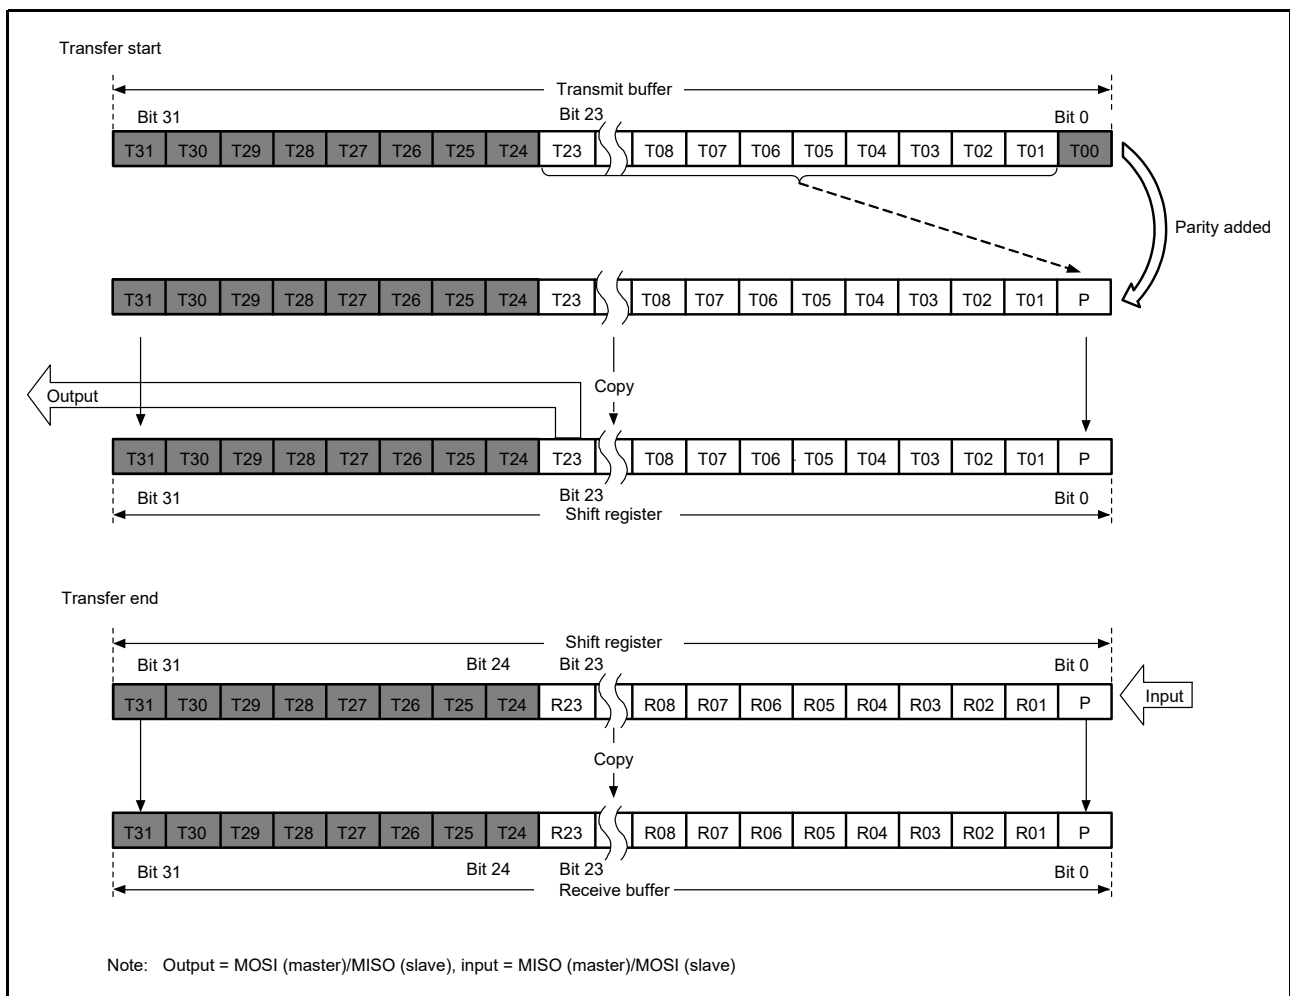 Transfer start
Transmit buffer
Bit 31 Bit 23 Bit 0
T31 T30 T29 T28 T27 T26 T25 T24 T23 T08 T07 T06 T05 T04 T03 T02 T01 T00
Parity added
T31 T30 T29 T28 T27 T26 T25 T24 T23 T08 T07 T06 T05 T04 T03 T02 T01 P
Output Copy
T31 T30 T29 T28 T27 T26 T25 T24 T23 T08 T07 T06 T05 T04 T03 T02 T01 P
Bit 31 Bit 23 Bit 0
Shift register
Transfer end
Shift register
Bit 31 Bit 24 Bit 23 Bit 0
T31 T30 T29 T28 T27 T26 T25 T24 R23 R08 R07 R06 R05 R04 R03 R02 R01 P Input
Copy
T31 T30 T29 T28 T27 T26 T25 T24 R23 R08 R07 R06 R05 R04 R03 R02 R01 P
Bit 31 Bit 24 Bit 23 Bit 0
Receive buffer
Note: Output = MOSI (master)/MISO (slave), input = MISO (master)/MOSI (slave)